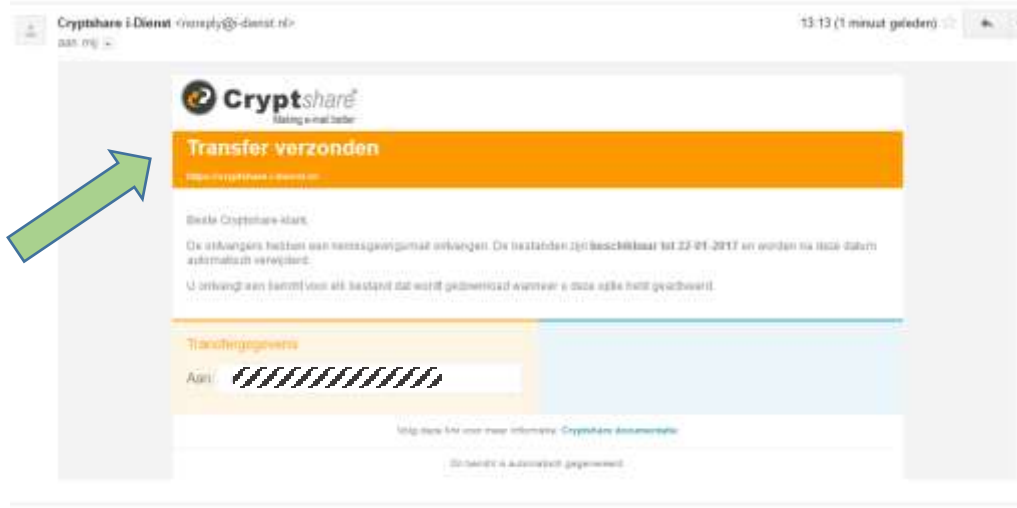 Cryptshare i-Dienst <noreply@i-dienst.nl>
13:13 (1 minuut geleden)
aan mij
Cryptshare
Making e-mail better
Transfer verzonden
https://cryptshare.i-dienst.nl
Beste Cryptshare-klant,
De ontvangers hebben een kennisgevingsmail ontvangen. De bestanden zijn beschikbaar tot 22-01-2017 en worden na deze datum
automatisch verwijderd.
U ontvangt een bericht voor elk bestand dat wordt gedownload wanneer u deze optie hebt geactiveerd.
Transfergegevens
Aan:
Volg deze link voor meer informatie: Cryptshare documentatie
Dit bericht is automatisch gegenereerd